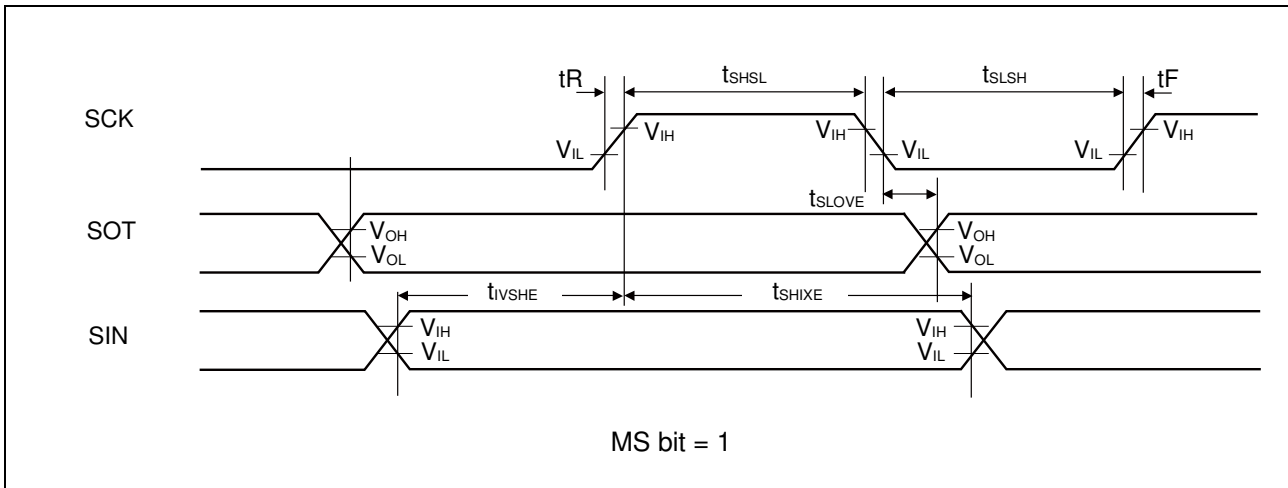 tR tSHSL tSLSH tF
SCK
VIH VIH VIH
VIL VIL VIL
tSLOVE
SOT
VOH VOH
VOL VOL
tIVSHE tSHIXE
SIN
VIH VIH
VIL VIL
MS bit = 1